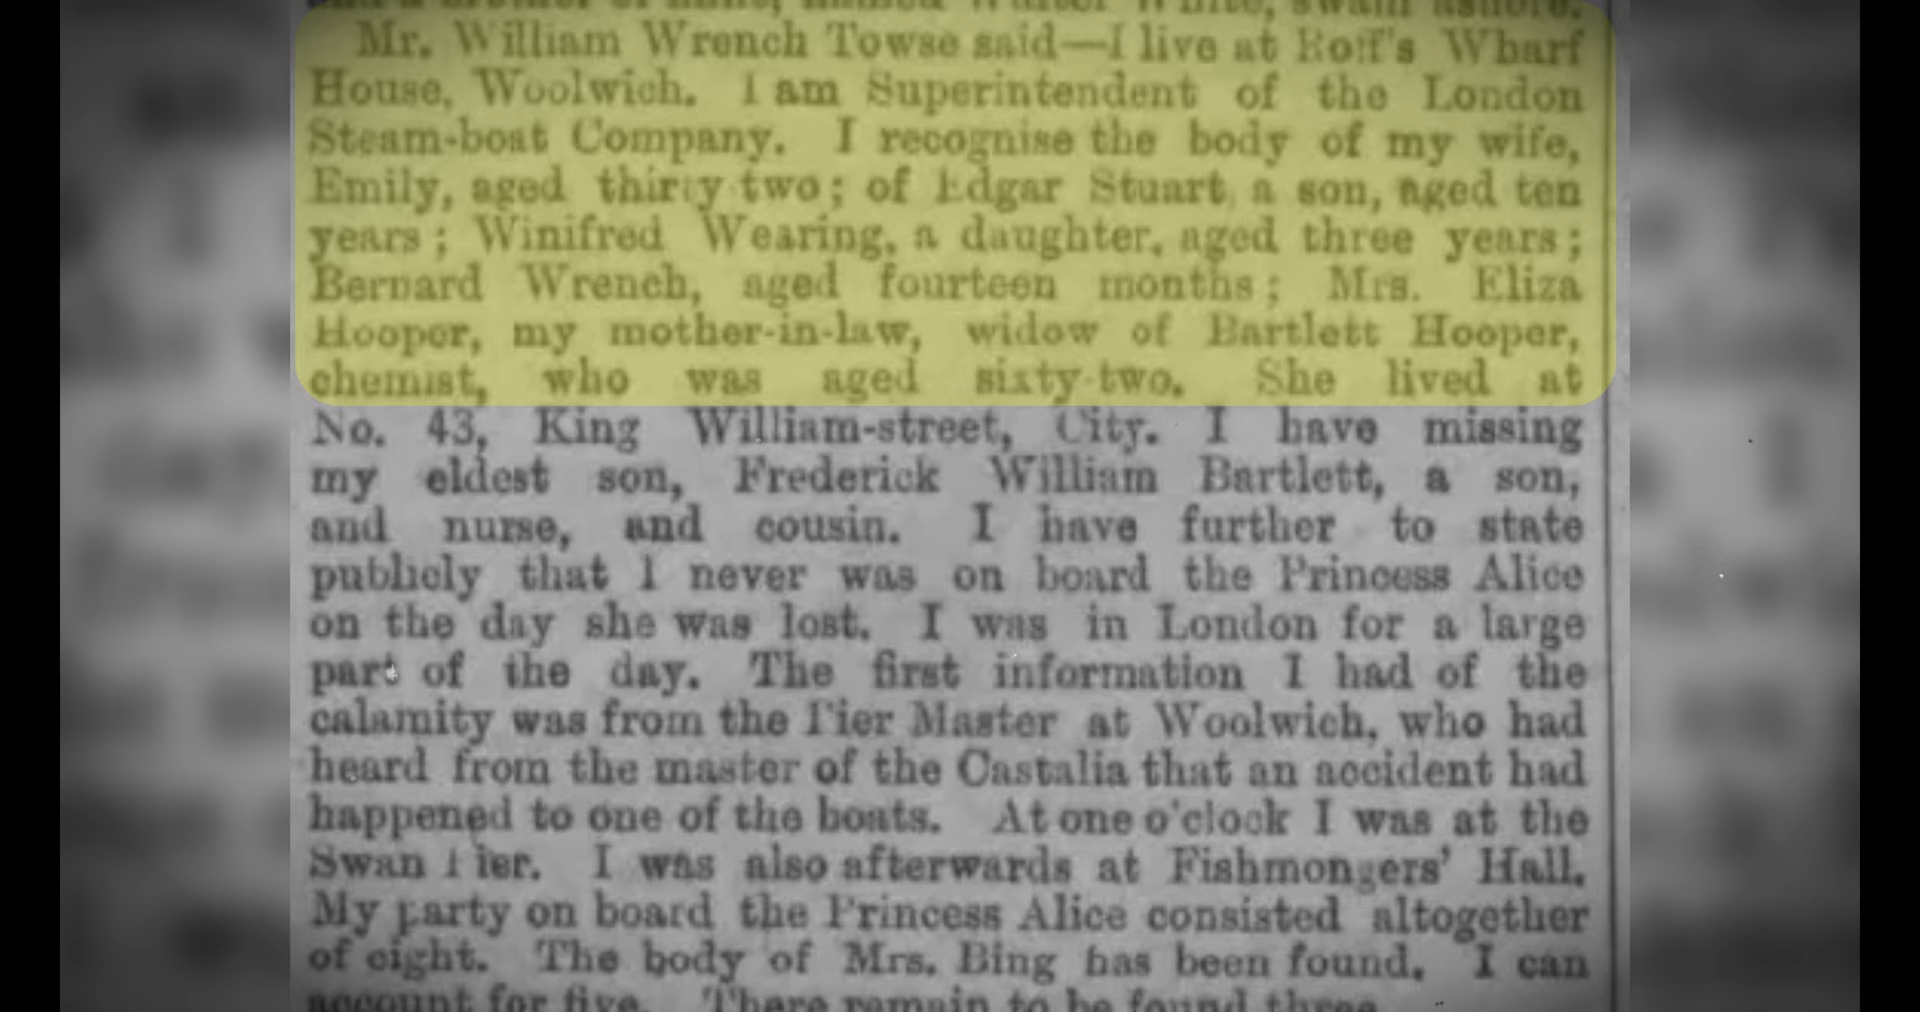 Mr. William Wrench Towse said—I live at Roff's Wharf
House, Woolwich. I am Superintendent of the London
Steam-boat Company. I recognise the body of my wife,
Emily, aged thirty-two; of Edgar Stuart a son, aged ten
years; Winifred Wearing, a daughter, aged three years;
Bernard Wrench, aged fourteen months; Mrs. Eliza
Hooper, my mother-in-law, widow of Bartlett Hooper,
chemist, who was aged sixty-two. She lived at
No. 43, King William-street, City. I have missing
my eldest son, Frederick William Bartlett, a son,
and nurse, and cousin. I have further to state
publicly that I never was on board the Princess Alice
on the day she was lost. I was in London for a large
part of the day. The first information I had of the
calamity was from the Pier Master at Woolwich, who had
heard from the master of the Castalia that an accident had
happened to one of the boats. At one o'clock I was at the
Swan Pier. I was also afterwards at Fishmongers' Hall.
My party on board the Princess Alice consisted altogether
of eight. The body of Mrs. Bing has been found. I can
account for five. There remain to be found three